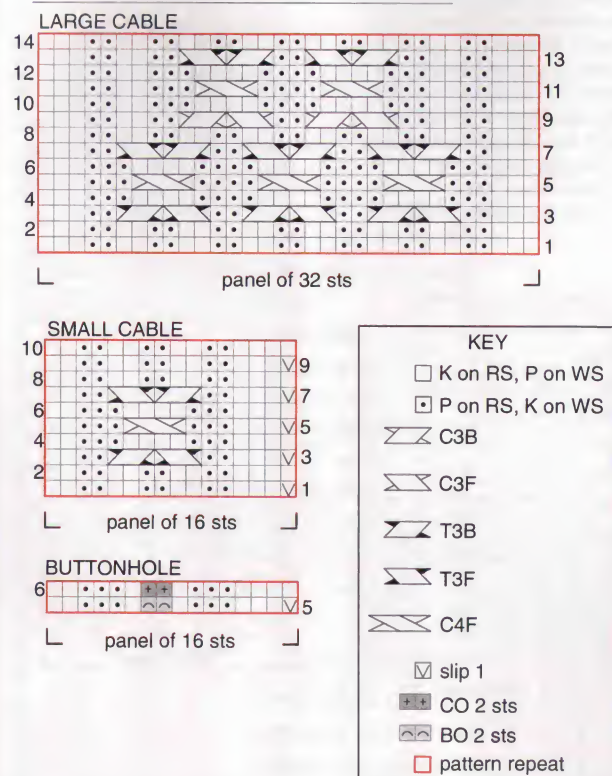 LARGE CABLE
14
13
12
11
10
9
8
7
6
5
4
3
2
1
panel of 32 sts
SMALL CABLE
10
9
8
7
6
5
4
3
2
1
panel of 16 sts
BUTTONHOLE
6
5
panel of 16 sts
KEY
K on RS, P on WS
P on RS, K on WS
C3B
C3F
T3B
T3F
C4F
slip 1
CO 2 sts
BO 2 sts
pattern repeat